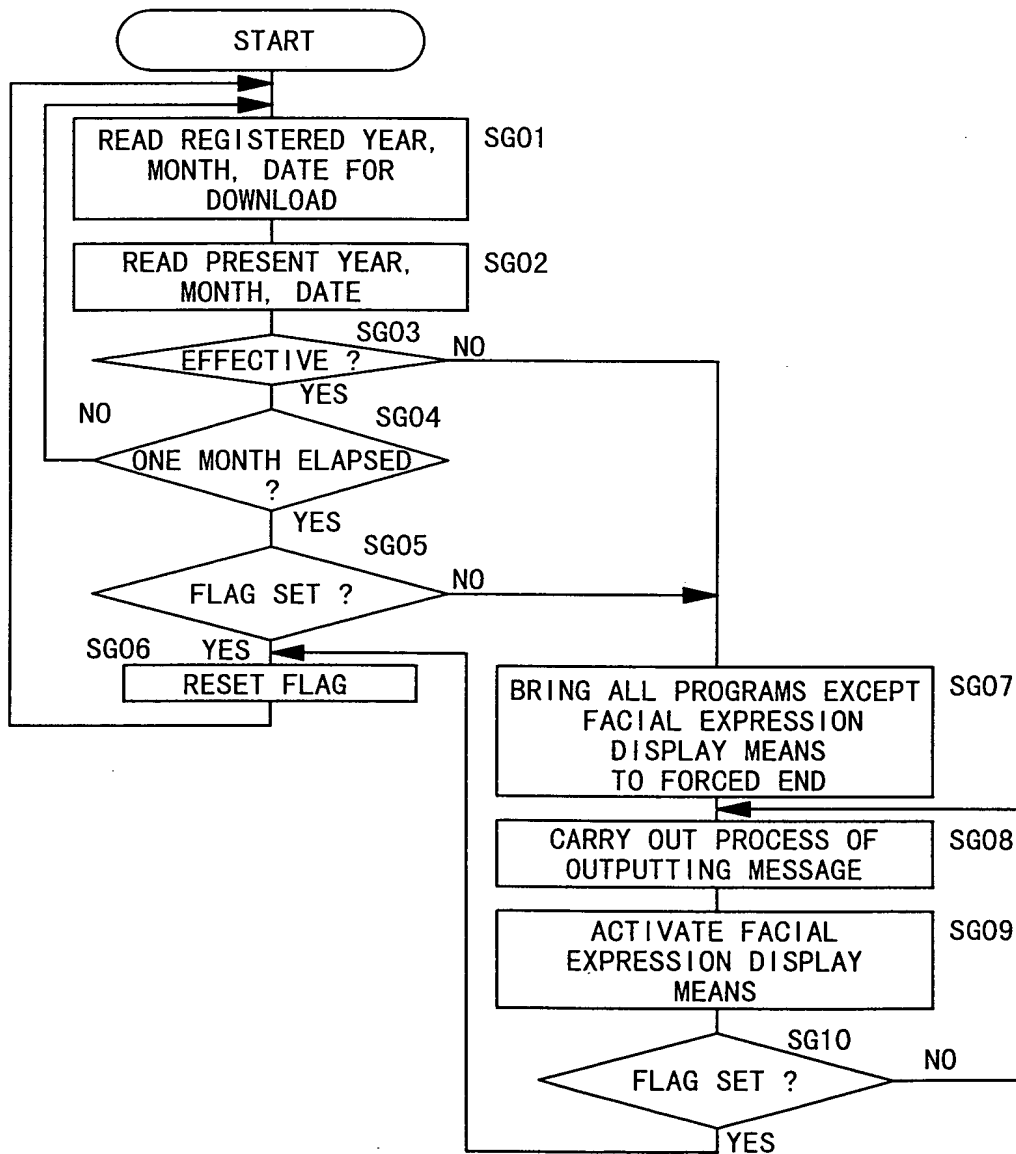 START
READ REGISTERED YEAR,
MONTH, DATE FOR
DOWNLOAD
SG01
READ PRESENT YEAR,
MONTH, DATE
SG02
SG03
EFFECTIVE ?
NO
YES
NO
SG04
ONE MONTH ELAPSED
?
YES
SG05
FLAG SET ?
NO
SG06
YES
RESET FLAG
BRING ALL PROGRAMS EXCEPT
FACIAL EXPRESSION
DISPLAY MEANS
TO FORCED END
SG07
CARRY OUT PROCESS OF
OUTPUTTING MESSAGE
SG08
ACTIVATE FACIAL
EXPRESSION DISPLAY
MEANS
SG09
SG10
FLAG SET ?
NO
YES